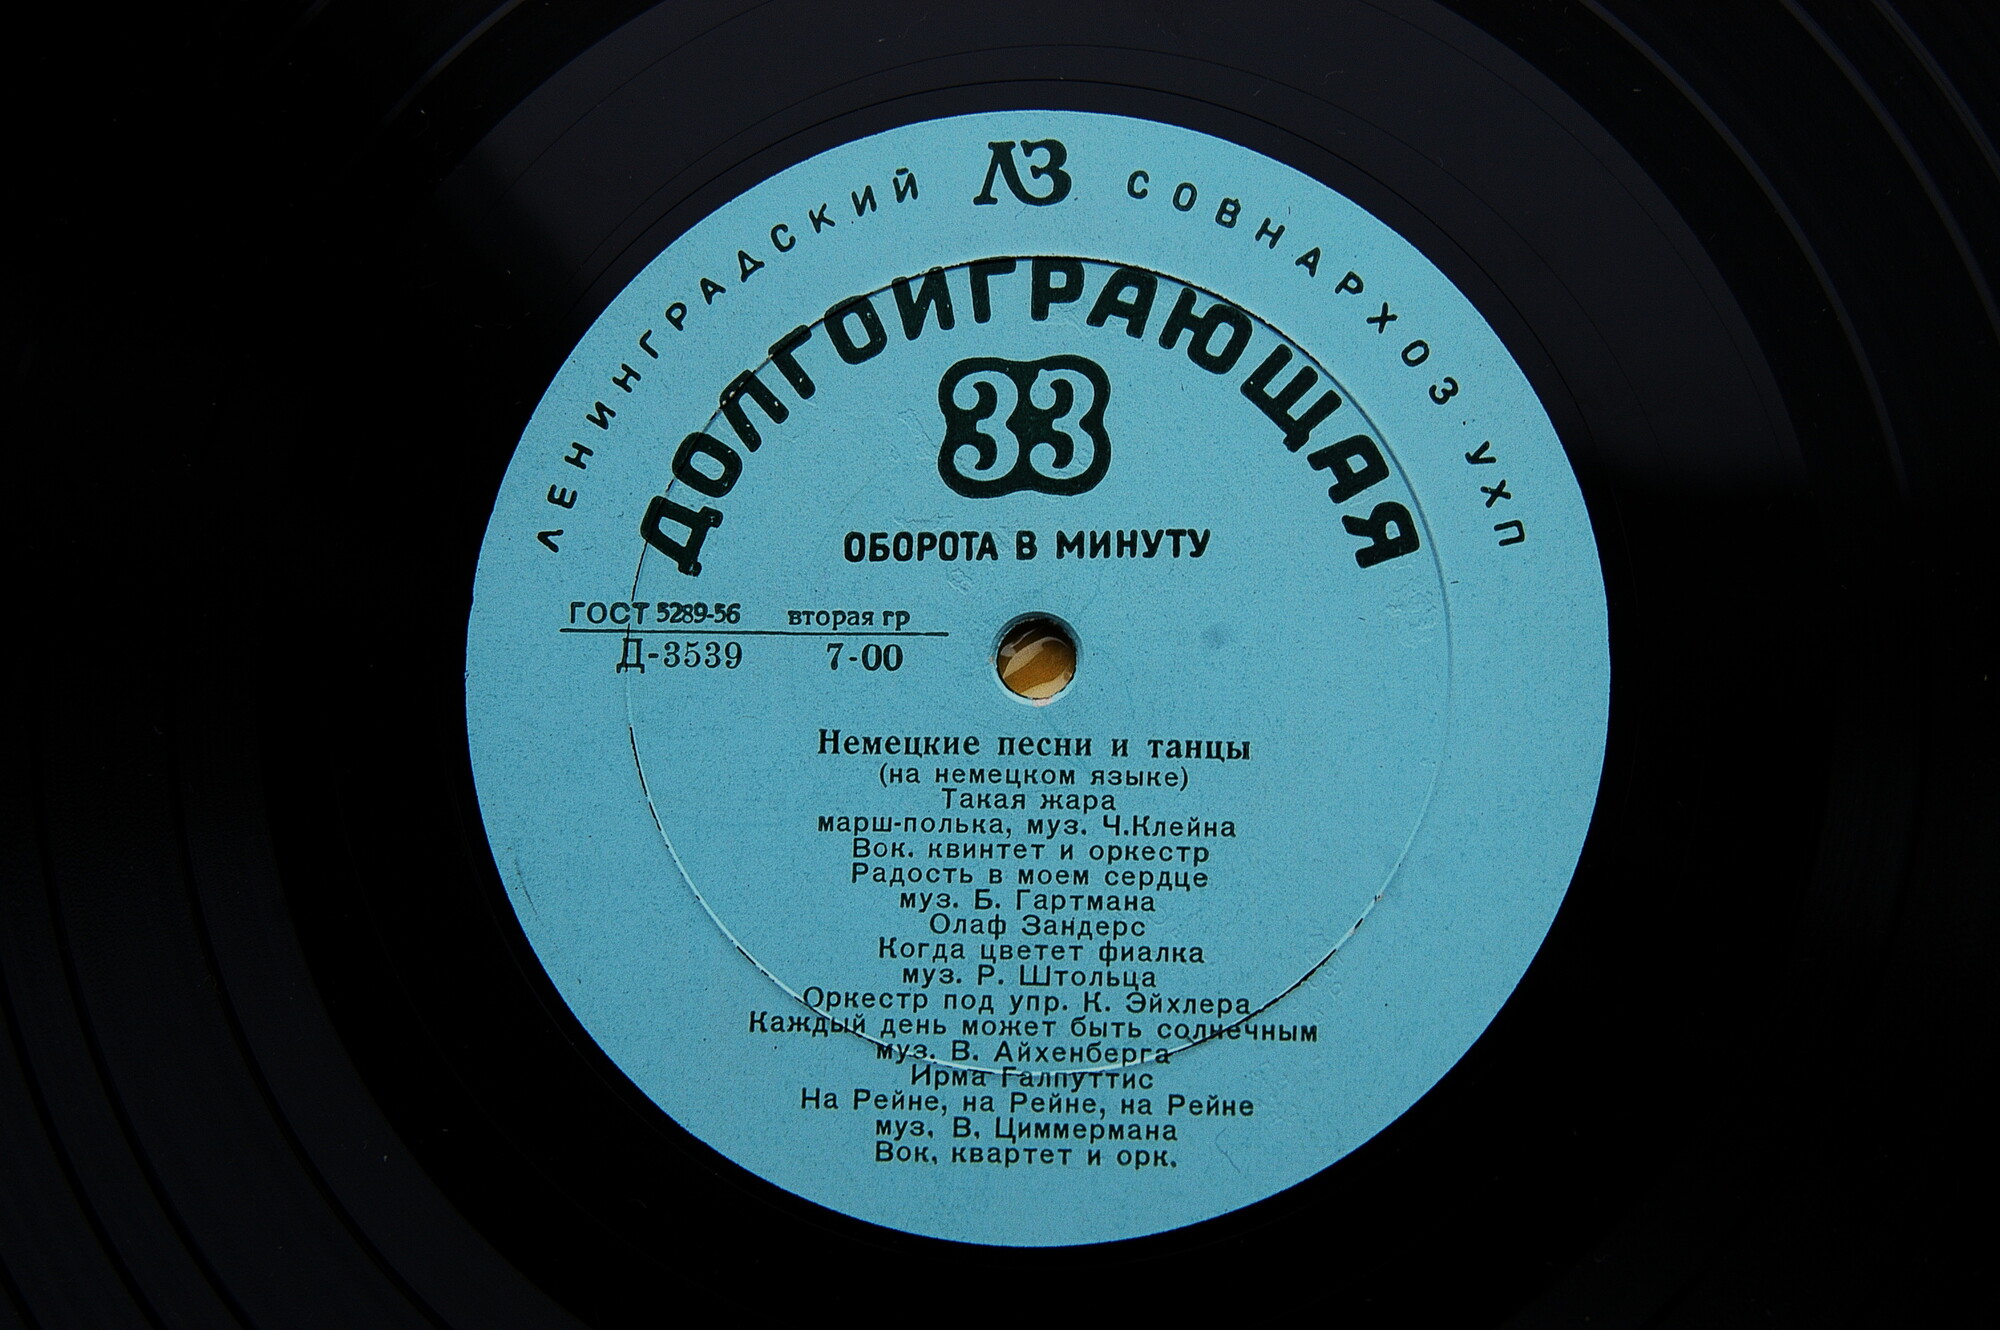 ЛЕНИНГРАДСКИЙ ЛЗ СОВНАРХОЗ УХП
ДОЛГОИГРАЮЩАЯ
33
ОБОРОТА В МИНУТУ
ГОСТ 5289-56 вторая гр
Д-3539 7-00
Немецкие песни и танцы
(на немецком языке)
Такая жара
марш-полька, муз. Ч.Клейна
Вок. квинтет и оркестр
Радость в моем сердце
муз. Б. Гартмана
Олаф Зандерс
Когда цветет фиалка
муз. Р. Штольца
Оркестр под упр. К. Эйхлера
Каждый день может быть солнечным
муз. В. Айхенберга
Ирма Галпуттис
На Рейне, на Рейне, на Рейне
муз. В. Циммермана
Вок. квартет и орк.